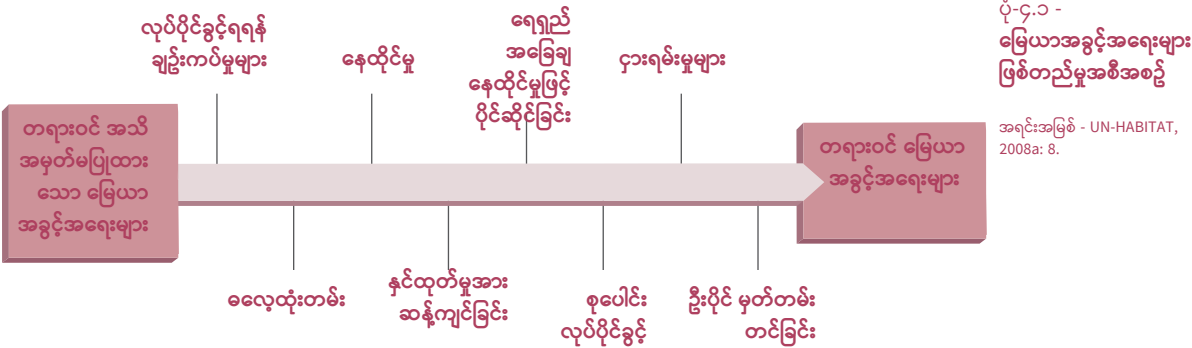 ပုံ-၄.၁ -
မြေယာအခွင့်အရေးများ
ဖြစ်တည်မှုအစီအစဥ်
အရင်းအမြစ် - UN-HABITAT,
2008a: 8.
လုပ်ပိုင်ခွင့်ရရန်
ချဥ်းကပ်မှုများ
နေထိုင်မှု
ရေရှည်
အခြေချ
နေထိုင်မှုဖြင့်
ပိုင်ဆိုင်ခြင်း
ငှားရမ်းမှုများ
တရားဝင် အသိ
အမှတ်မပြုထား
သော မြေယာ
အခွင့်အရေးများ
တရားဝင် မြေယာ
အခွင့်အရေးများ
ဓလေ့ထုံးတမ်း
နှင်ထုတ်မှုအား
ဆန့်ကျင်ခြင်း
စုပေါင်း
လုပ်ပိုင်ခွင့်
ဦးပိုင် မှတ်တမ်း
တင်ခြင်း